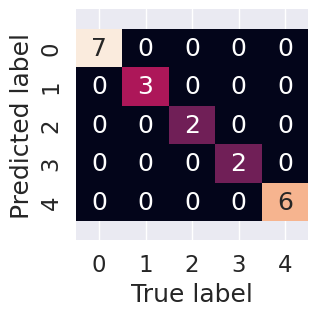 Predicted label
0 7 0 0 0 0
1 0 3 0 0 0
2 0 0 2 0 0
3 0 0 0 2 0
4 0 0 0 0 6
0 1 2 3 4
True label